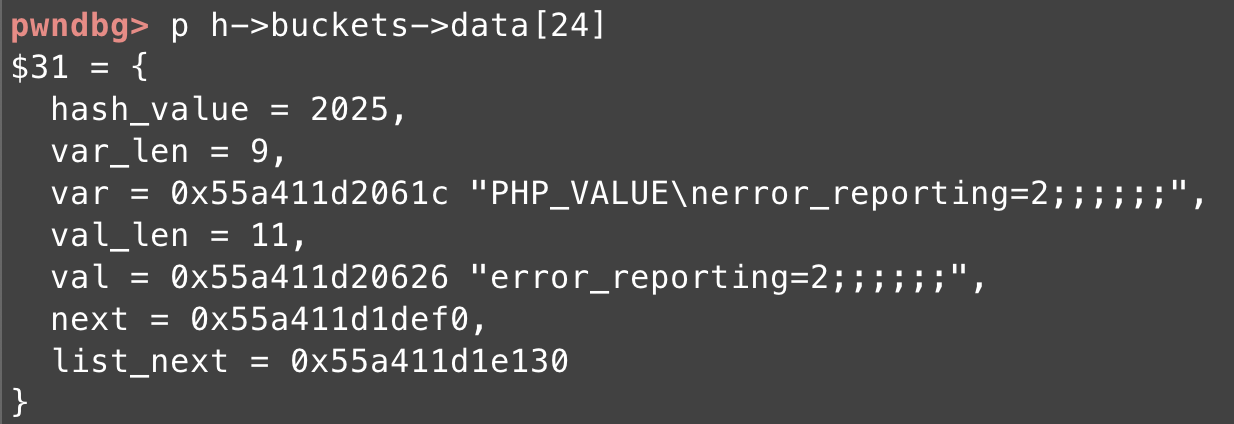 pwndbg> p h->buckets->data[24]
$31 = {
  hash_value = 2025,
  var_len = 9,
  var = 0x55a411d2061c "PHP_VALUE\nerror_reporting=2;;;;;;",
  val_len = 11,
  val = 0x55a411d20626 "error_reporting=2;;;;;;",
  next = 0x55a411d1def0,
  list_next = 0x55a411d1e130
}